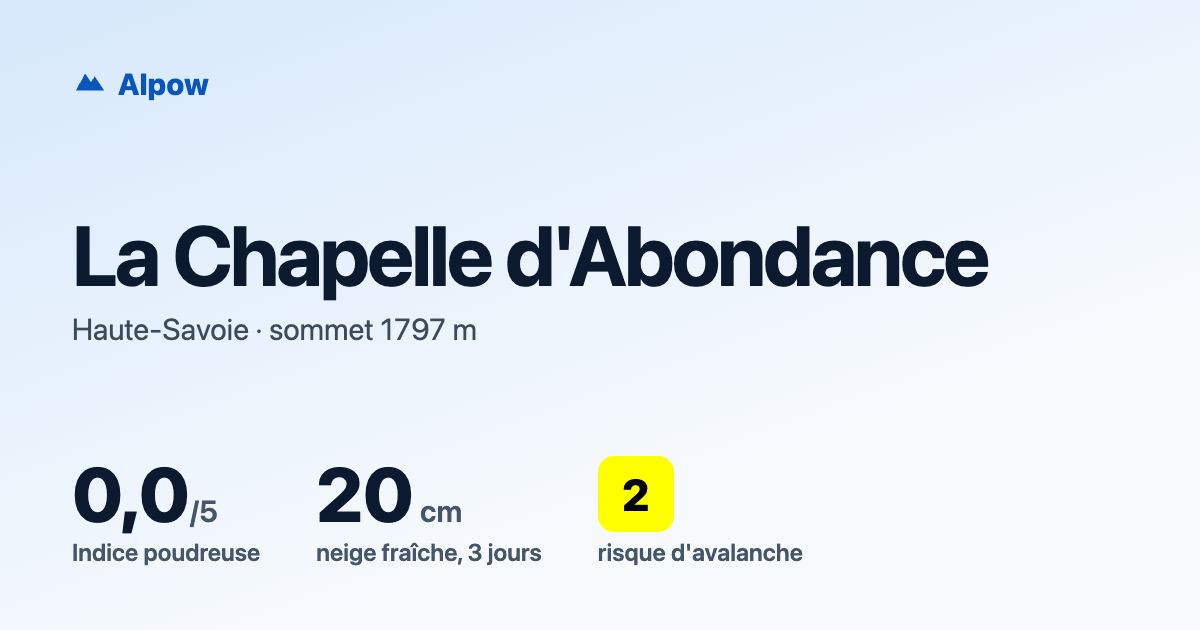 Alpow
La Chapelle d'Abondance
Haute-Savoie · sommet 1797 m
0,0/5
Indice poudreuse
20 cm
neige fraîche, 3 jours
2
risque d'avalanche